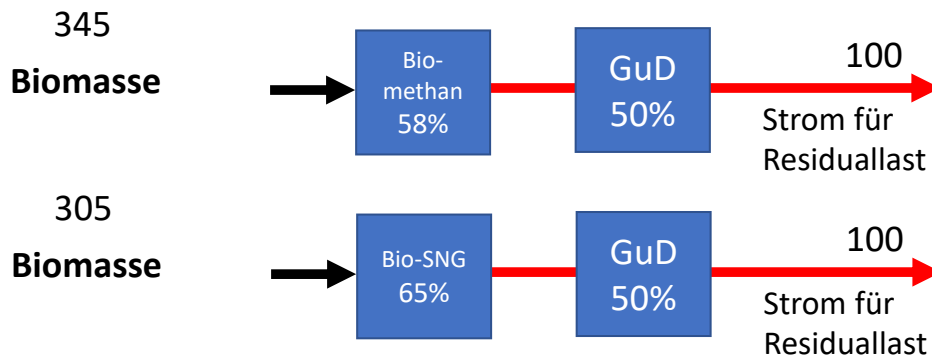 345
Biomasse
Bio-
methan
58%
GuD
50%
100
Strom für
Residuallast
305
Biomasse
Bio-SNG
65%
GuD
50%
100
Strom für
Residuallast